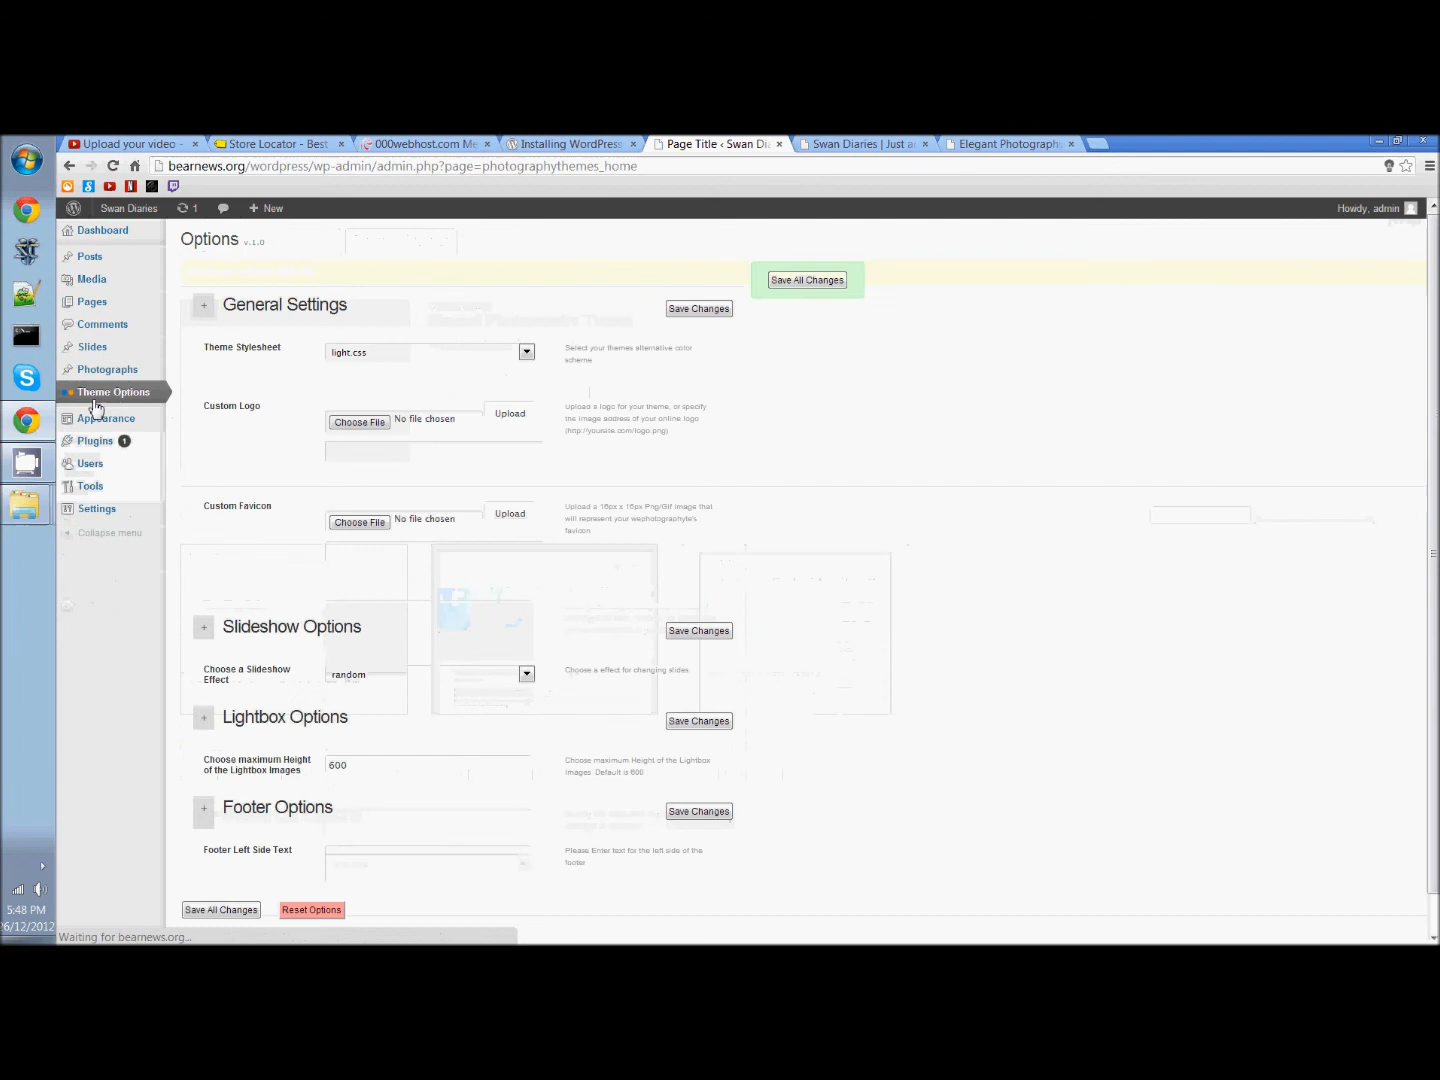 Upload your video -
Store Locator - Best
000webhost.com Me
Installing WordPress
Page Title ‹ Swan Di
Swan Diaries | Just a
Elegant Photography
bearnews.org/wordpress/wp-admin/admin.php?page=photographythemes_home
Swan Diaries
1
+ New
Howdy, admin
Dashboard
Posts
Media
Pages
Comments
Slides
Photographs
Theme Options
Appearance
Plugins 1
Users
Tools
Settings
Collapse menu
Options v.1.0
Save All Changes
+ General Settings
Save Changes
Theme Stylesheet
light.css
Select your themes alternative color
scheme
Custom Logo
Choose File No file chosen
Upload
Upload a logo for your theme, or specify
the image address of your online logo
(http://yoursite.com/logo.png)
Custom Favicon
Choose File No file chosen
Upload
Upload a 16px x 16px Png/Gif image that
will represent your wephotographyte's
favicon
+ Slideshow Options
Save Changes
Choose a Slideshow
Effect
random
Choose a effect for changing slides
+ Lightbox Options
Save Changes
Choose maximum Height
of the Lightbox Images
600
Choose maximum Height of the Lightbox
Images Default is 600
+ Footer Options
Save Changes
Footer Left Side Text
Please Enter text for the left side of the
footer
Save All Changes
Reset Options
5:48 PM
26/12/2012
Waiting for bearnews.org...